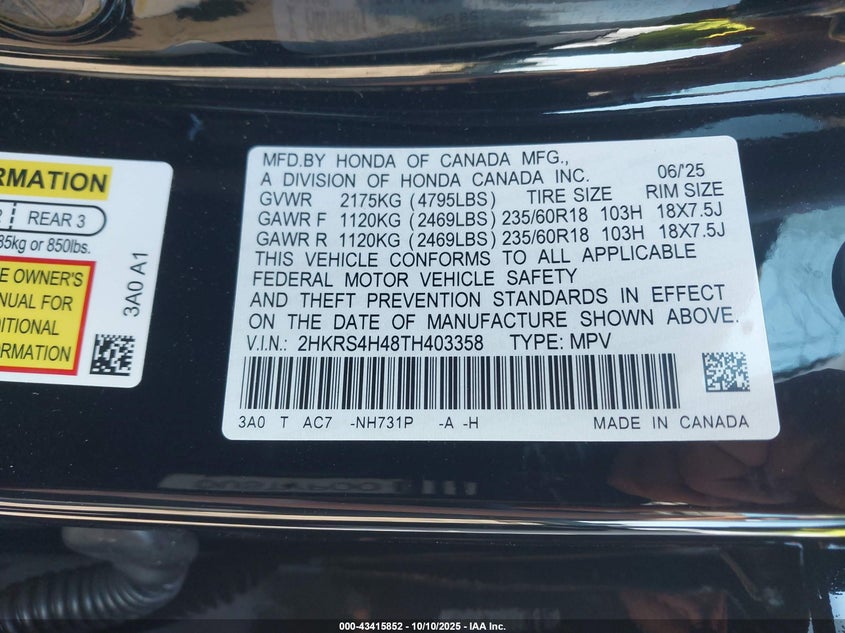 RMATION
REAR 3
85kg or 850lbs.
E OWNER'S
NUAL FOR
DITIONAL
ORMATION
3A0 A1
MFD.BY HONDA OF CANADA MFG.,
A DIVISION OF HONDA CANADA INC. 06/'25
GVWR 2175KG (4795LBS) TIRE SIZE RIM SIZE
GAWR F 1120KG (2469LBS) 235/60R18 103H 18X7.5J
GAWR R 1120KG (2469LBS) 235/60R18 103H 18X7.5J
THIS VEHICLE CONFORMS TO ALL APPLICABLE
FEDERAL MOTOR VEHICLE SAFETY
AND THEFT PREVENTION STANDARDS IN EFFECT
ON THE DATE OF MANUFACTURE SHOWN ABOVE.
V.I.N.: 2HKRS4H48TH403358 TYPE: MPV
3A0 T AC7 -NH731P -A -H MADE IN CANADA
000-43415852 - 10/10/2025 - IAA Inc.